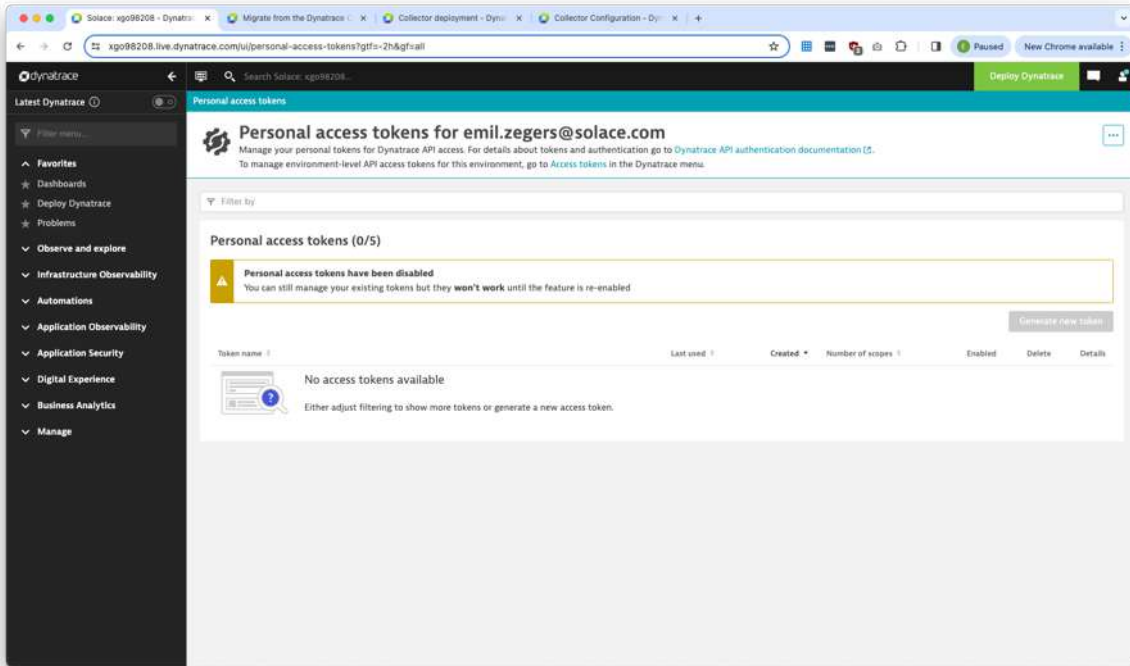 Solace: xgo98208 - Dynatrac
Migrate from the Dynatrace C
Collector deployment - Dyna
Collector Configuration - Dy
xgo98208.live.dynatrace.com/ui/personal-access-tokens?gtf=-2h&gf=all
Paused
New Chrome available
dynatrace
Search Solace: xgo98208...
Deploy Dynatrace
Latest Dynatrace
Personal access tokens
Filter menu...
Personal access tokens for emil.zegers@solace.com
Manage your personal tokens for Dynatrace API access. For details about tokens and authentication go to Dynatrace API authentication documentation.
To manage environment-level API access tokens for this environment, go to Access tokens in the Dynatrace menu.
Favorites
Dashboards
Deploy Dynatrace
Problems
Observe and explore
Infrastructure Observability
Automations
Application Observability
Application Security
Digital Experience
Business Analytics
Manage
Filter by
Personal access tokens (0/5)
Personal access tokens have been disabled
You can still manage your existing tokens but they won't work until the feature is re-enabled
Generate new token
Token name Last used Created Number of scopes Enabled Delete Details
No access tokens available
Either adjust filtering to show more tokens or generate a new access token.